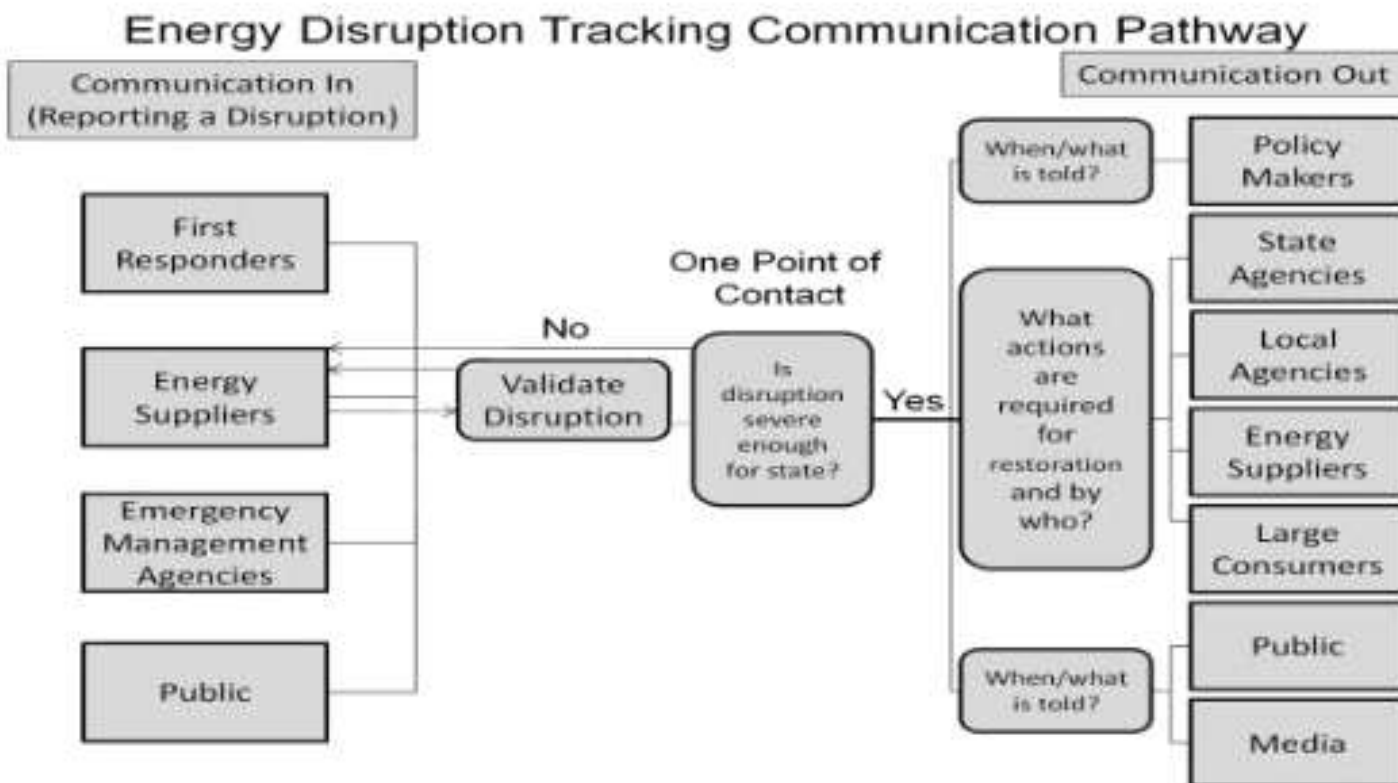 Energy Disruption Tracking Communication Pathway
Communication In
(Reporting a Disruption)
Communication Out
First
Responders
Energy
Suppliers
Emergency
Management
Agencies
Public
No
Validate
Disruption
One Point of
Contact
Is
disruption
severe
enough
for state?
Yes
When/what
is told?
What
actions
are
required
for
restoration
and by
who?
When/what
is told?
Policy
Makers
State
Agencies
Local
Agencies
Energy
Suppliers
Large
Consumers
Public
Media